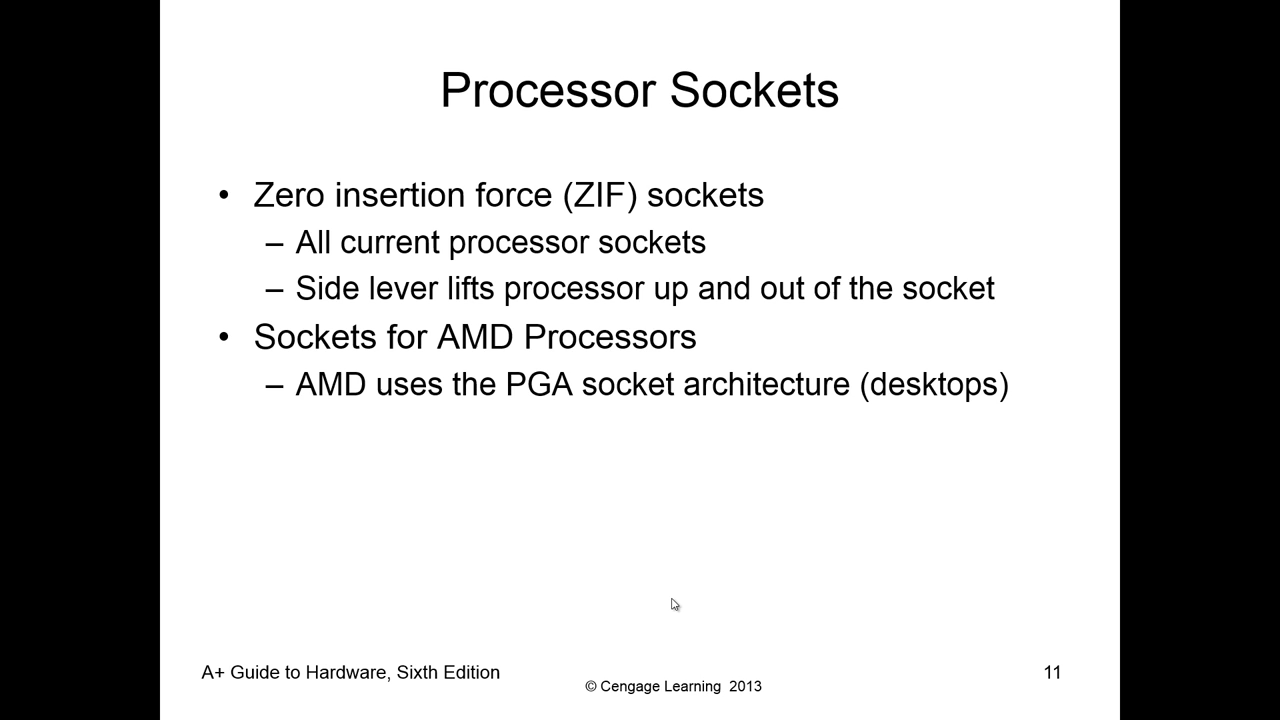 Processor Sockets
• Zero insertion force (ZIF) sockets
– All current processor sockets
– Side lever lifts processor up and out of the socket
• Sockets for AMD Processors
– AMD uses the PGA socket architecture (desktops)
A+ Guide to Hardware, Sixth Edition
© Cengage Learning 2013
11